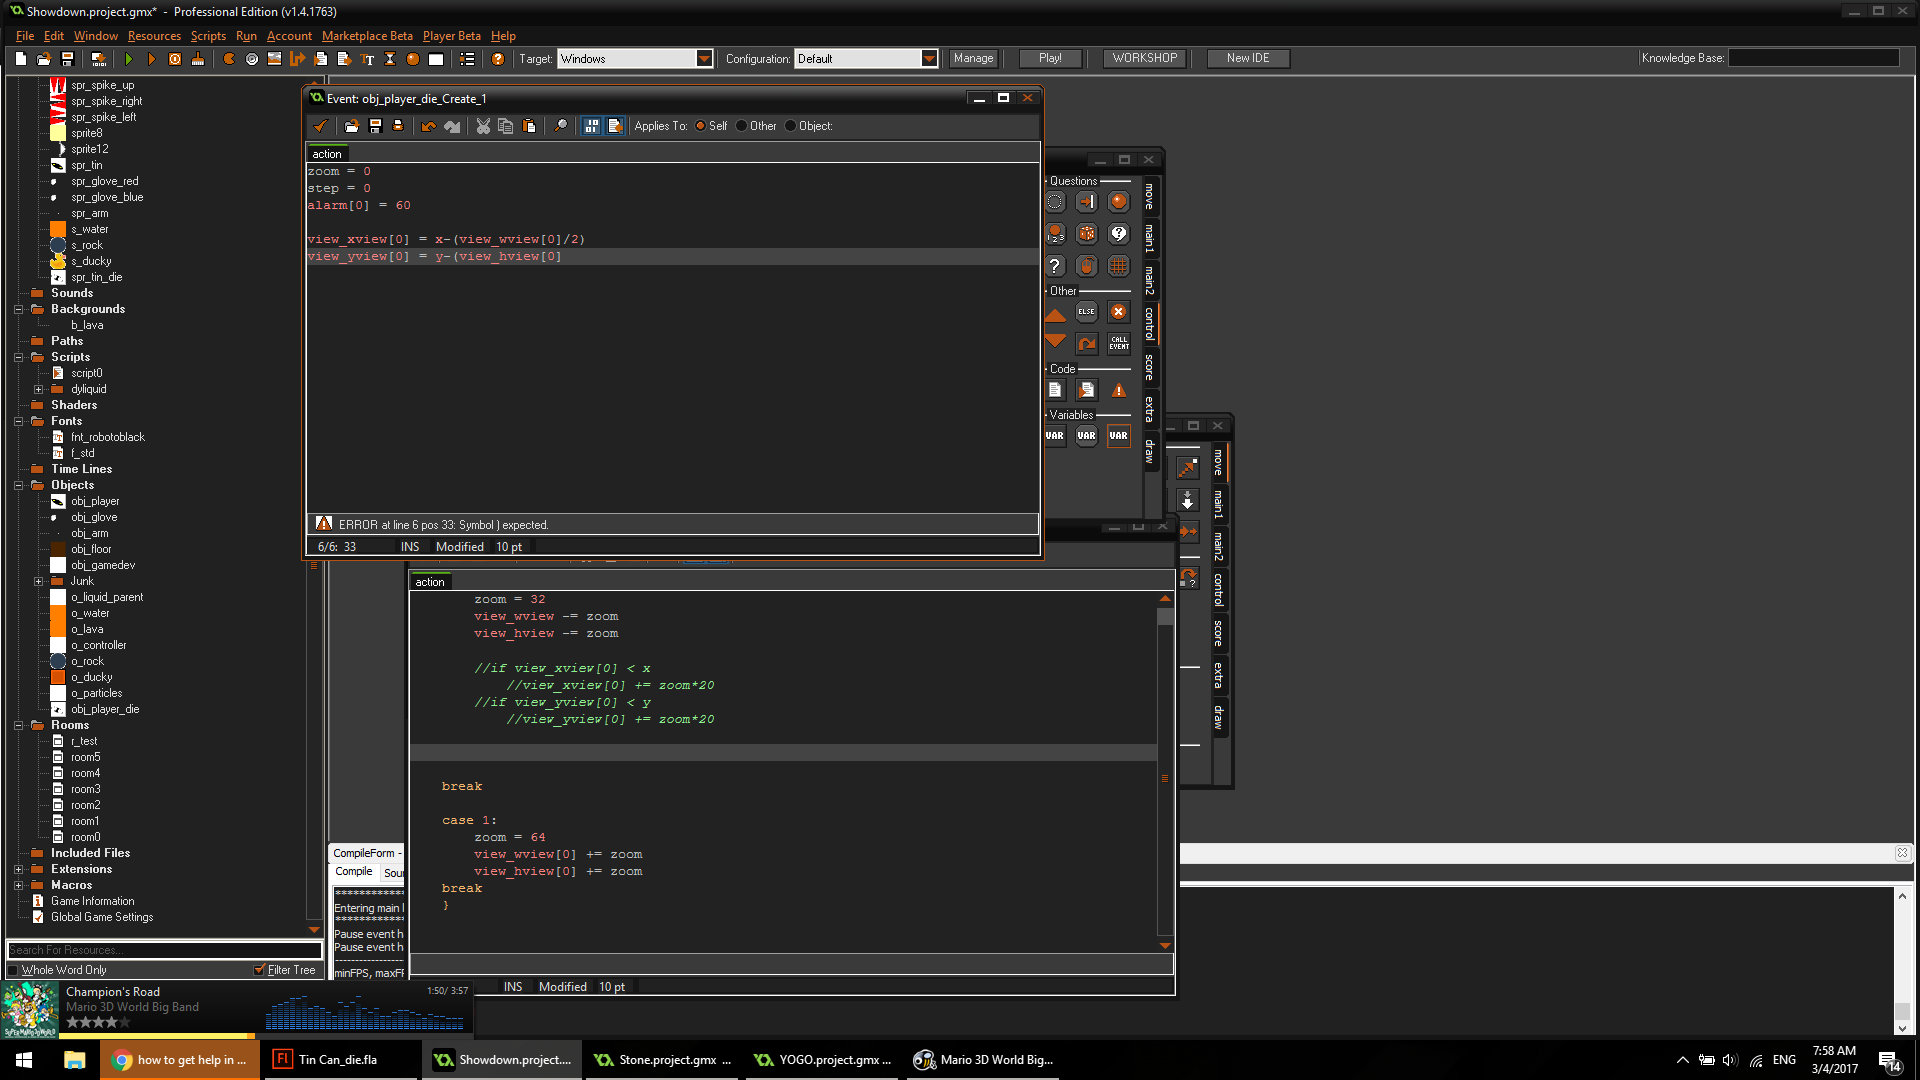 Showdown.project.gmx* - Professional Edition (v1.4.1763)
File Edit Window Resources Scripts Run Account Marketplace Beta Player Beta Help
Target: Windows Configuration: Default Manage Play! WORKSHOP New IDE Knowledge Base:
spr_spike_up
spr_spike_right
spr_spike_left
sprite8
sprite12
spr_tin
spr_glove_red
spr_glove_blue
spr_arm
s_water
s_rock
s_ducky
spr_tin_die
Sounds
Backgrounds
b_lava
Paths
Scripts
script0
dyliquid
Shaders
Fonts
fnt_robotoblack
f_std
Time Lines
Objects
obj_player
obj_glove
obj_arm
obj_floor
obj_gamedev
Junk
o_liquid_parent
o_water
o_lava
o_controller
o_rock
o_ducky
o_particles
obj_player_die
Rooms
r_test
room5
room4
room3
room2
room1
room0
Included Files
Extensions
Macros
Game Information
Global Game Settings
Search For Resources...
Whole Word Only Filter Tree
Event: obj_player_die_Create_1
Applies To: Self Other Object:
action
zoom = 0
step = 0
alarm[0] = 60
view_xview[0] = x-(view_wview[0]/2)
view_yview[0] = y-(view_hview[0]
ERROR at line 6 pos 33: Symbol ) expected.
6/6: 33 INS Modified 10 pt
Questions
Other
ELSE
CALL EVENT
Code
Variables
VAR VAR VAR
move
main1
main2
control
score
extra
draw
move
main1
main2
control
score
extra
draw
action
zoom = 32
view_wview -= zoom
view_hview -= zoom
//if view_xview[0] < x
//view_xview[0] += zoom*20
//if view_yview[0] < y
//view_yview[0] += zoom*20
break
case 1:
zoom = 64
view_wview[0] += zoom
view_hview[0] += zoom
break
}
INS Modified 10 pt
CompileForm -
Compile Sour
************
Entering main l
************
Pause event h
Pause event h
minFPS, maxFP
Champion's Road 1:50/ 3:57
Mario 3D World Big Band
how to get help in ...
Tin Can_die.fla
Showdown.project....
Stone.project.gmx ...
YOGO.project.gmx ...
Mario 3D World Big...
ENG
7:58 AM
3/4/2017
14